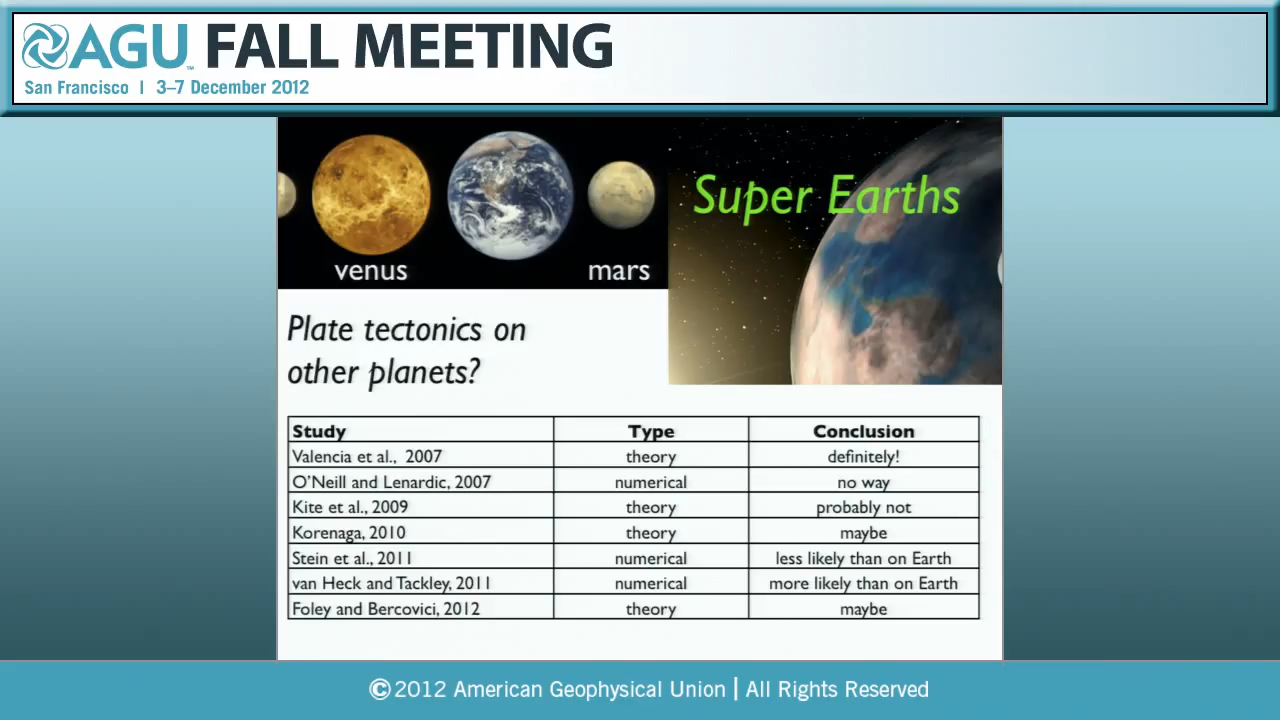 AGU™ FALL MEETING
San Francisco | 3–7 December 2012
venus
mars
Super Earths
Plate tectonics on
other planets?
Study Type Conclusion
Valencia et al., 2007 theory definitely!
O'Neill and Lenardic, 2007 numerical no way
Kite et al., 2009 theory probably not
Korenaga, 2010 theory maybe
Stein et al., 2011 numerical less likely than on Earth
van Heck and Tackley, 2011 numerical more likely than on Earth
Foley and Bercovici, 2012 theory maybe
©2012 American Geophysical Union | All Rights Reserved